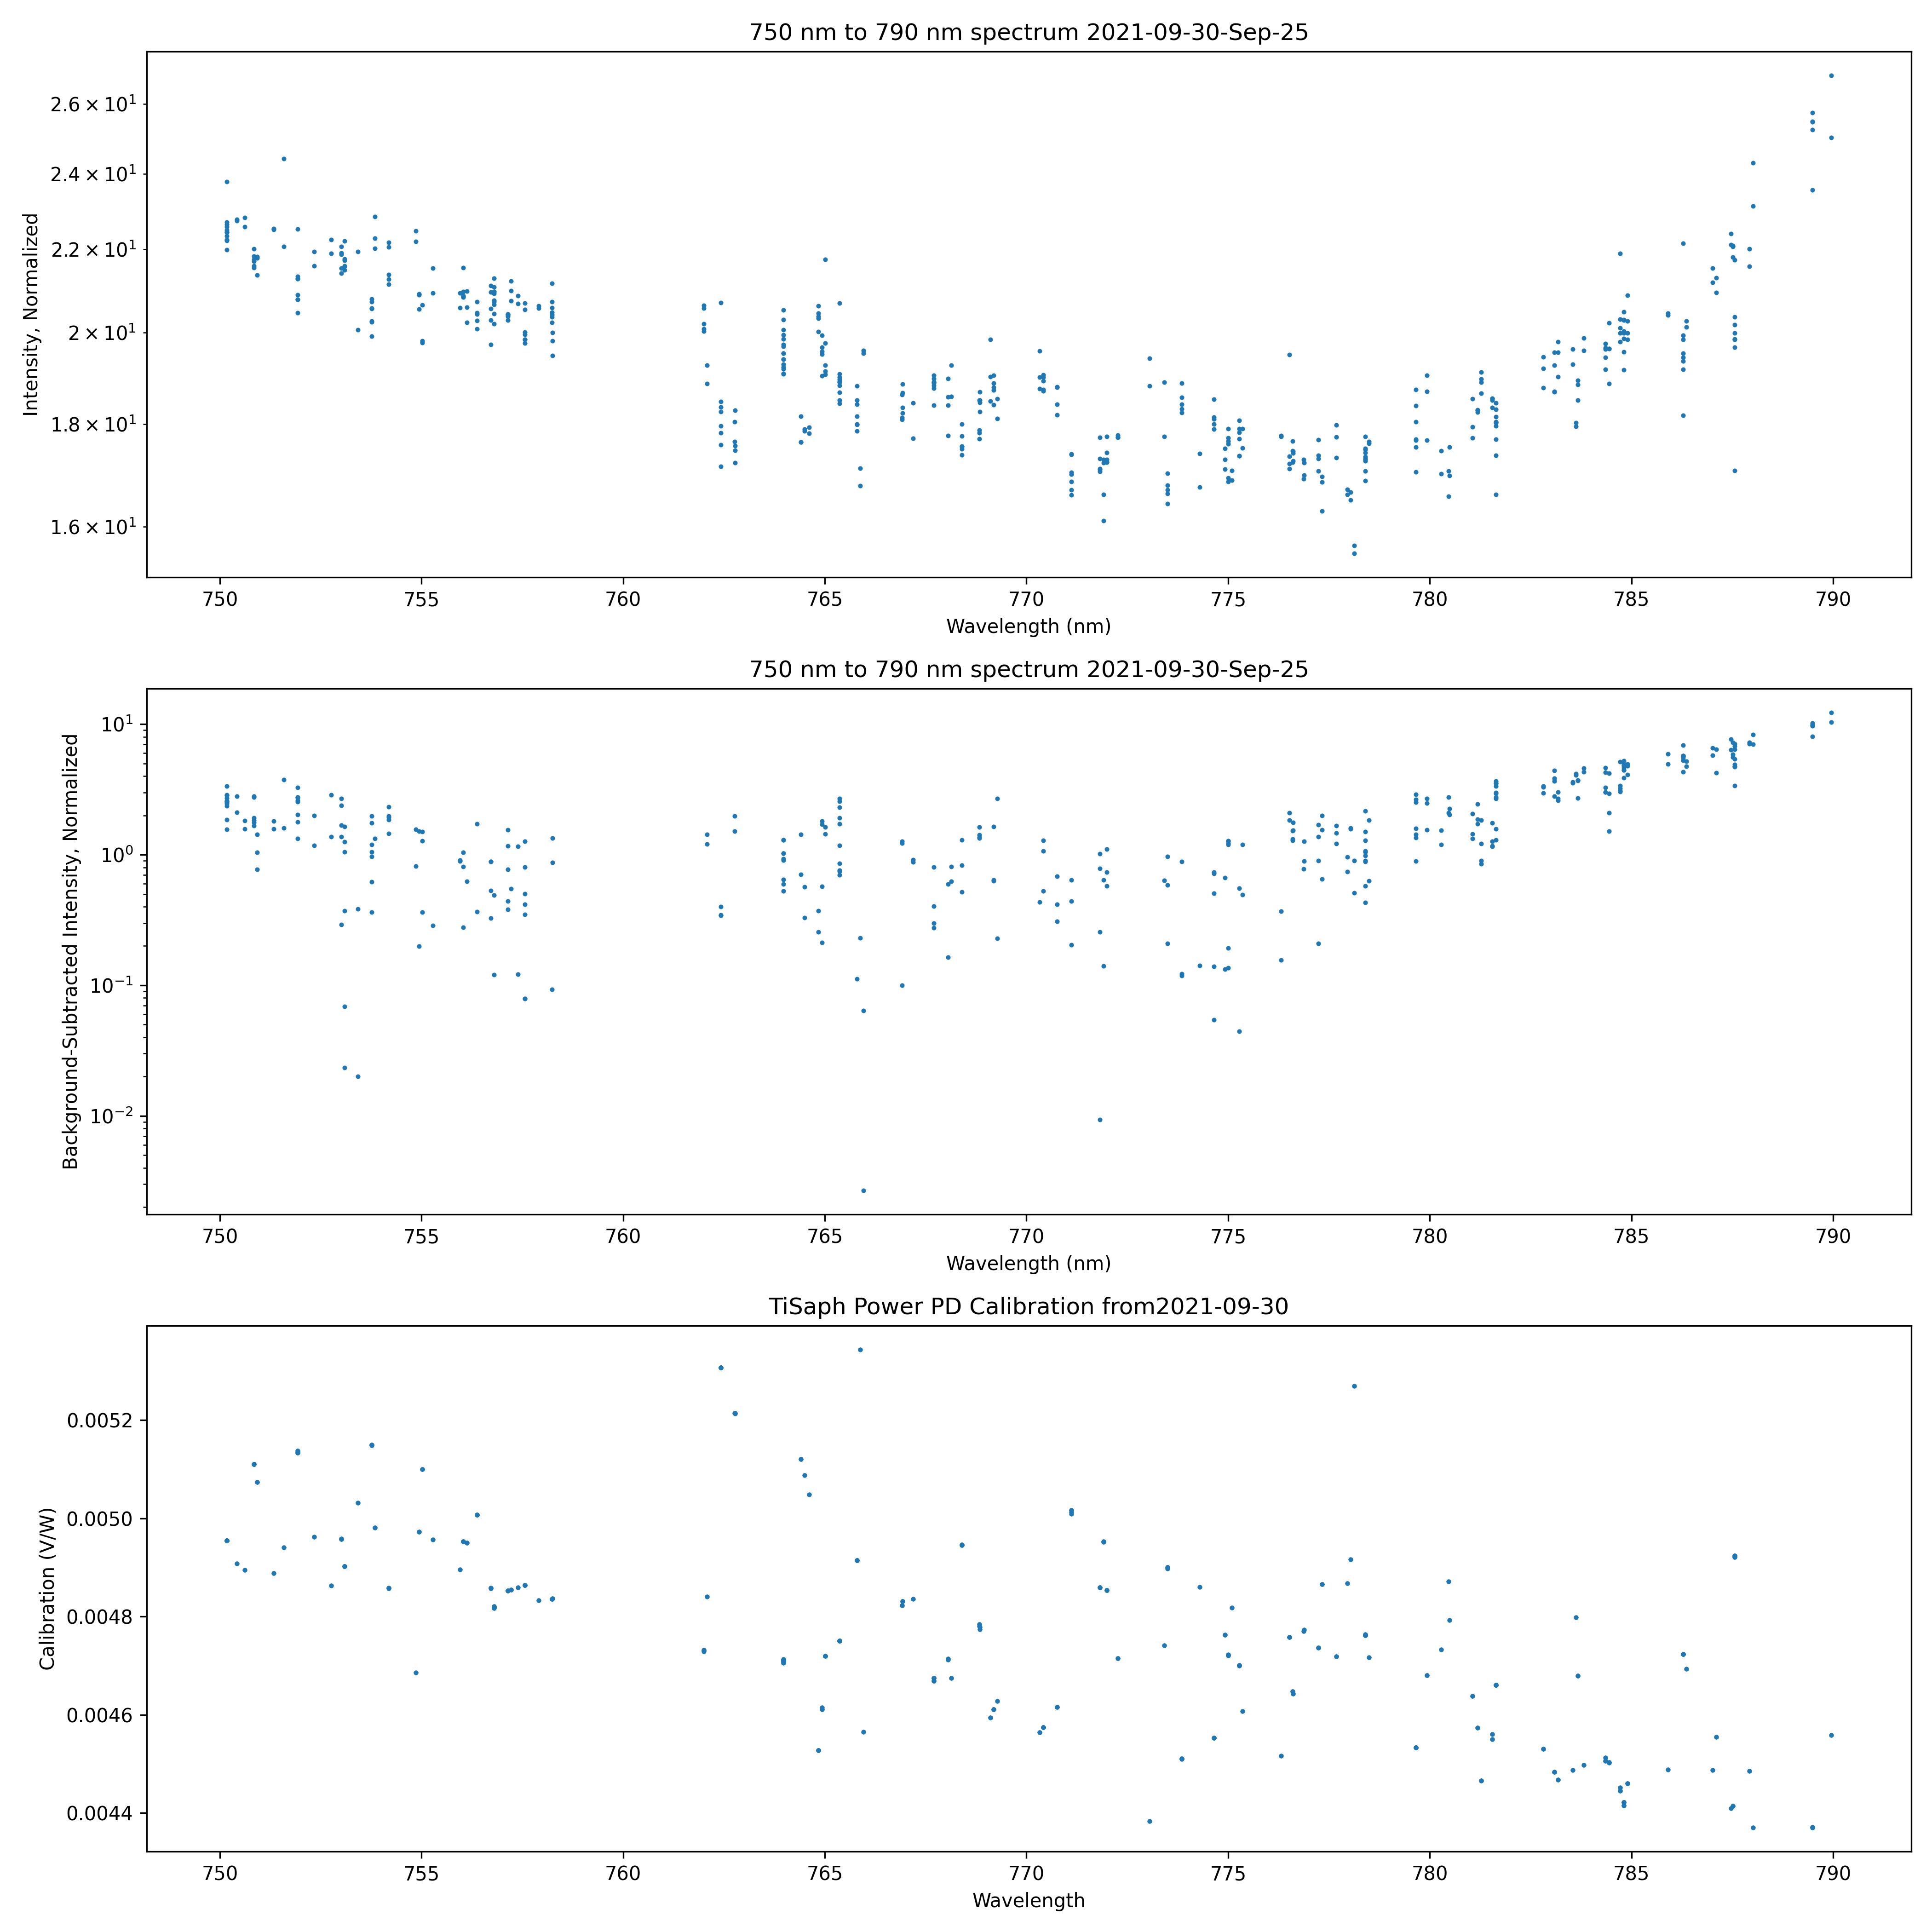 750 nm to 790 nm spectrum 2021-09-30-Sep-25
Intensity, Normalized
2.6 × 10¹
2.4 × 10¹
2.2 × 10¹
2 × 10¹
1.8 × 10¹
1.6 × 10¹
750 755 760 765 770 775 780 785 790
Wavelength (nm)
750 nm to 790 nm spectrum 2021-09-30-Sep-25
Background-Subtracted Intensity, Normalized
10¹
10⁰
10⁻¹
10⁻²
750 755 760 765 770 775 780 785 790
Wavelength (nm)
TiSaph Power PD Calibration from2021-09-30
Calibration (V/W)
0.0052
0.0050
0.0048
0.0046
0.0044
750 755 760 765 770 775 780 785 790
Wavelength